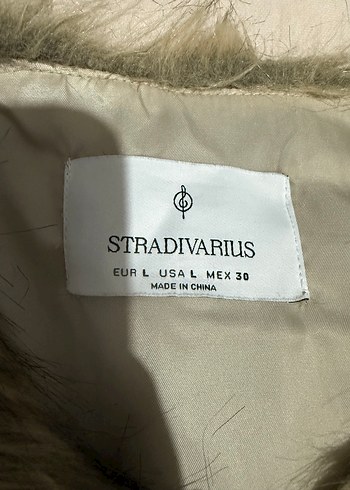 STRADIVARIUS
EUR L USA L MEX 30
MADE IN CHINA